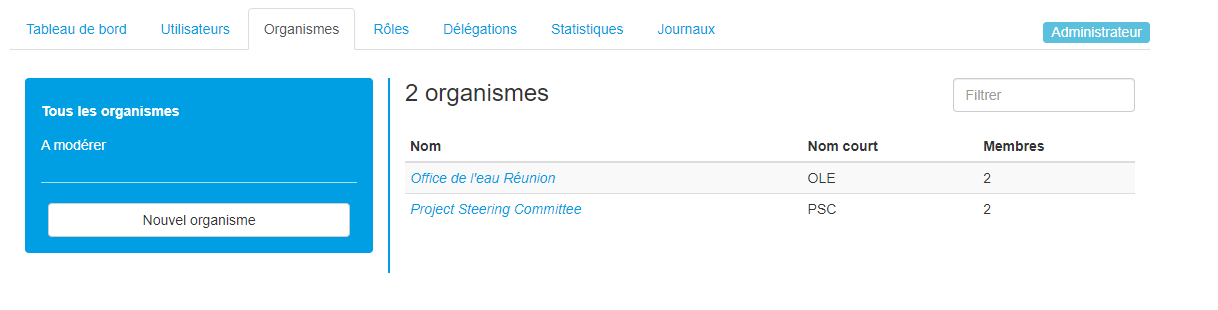 Tableau de bord Utilisateurs Organismes Rôles Délégations Statistiques Journaux Administrateur
Tous les organismes
A modérer
Nouvel organisme
2 organismes Filtrer
Nom Nom court Membres
Office de l'eau Réunion OLE 2
Project Steering Committee PSC 2